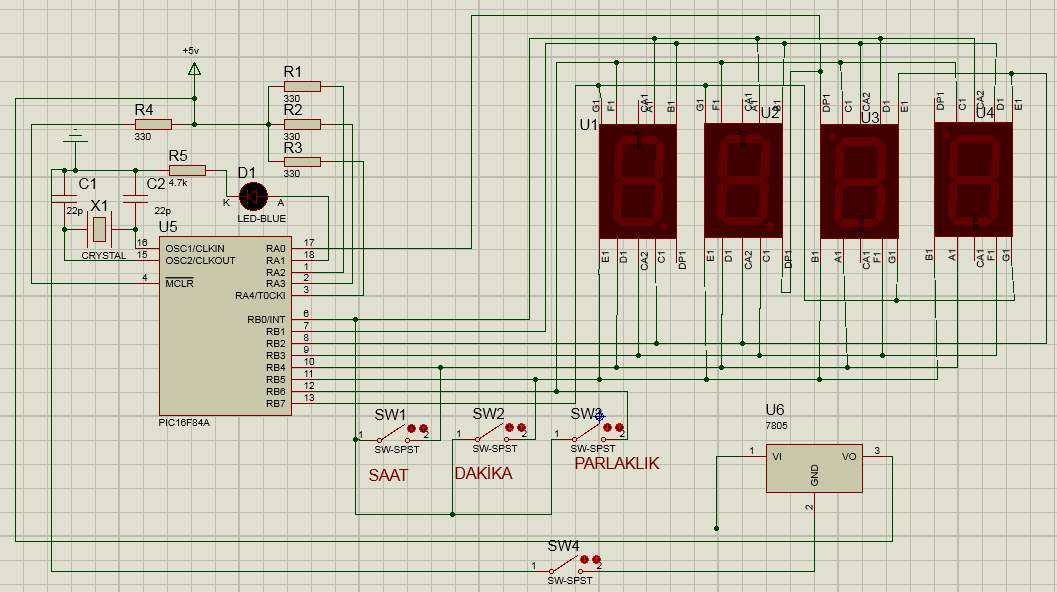 +5v
R1
330
R2
330
R3
330
R4
330
R5
4.7k
C1
22p
C2
22p
X1
CRYSTAL
D1
K
A
LED-BLUE
U5
16
OSC1/CLKIN
15
OSC2/CLKOUT
4
MCLR
RA0
17
RA1
18
RA2
1
RA3
2
RA4/T0CKI
3
RB0/INT
6
RB1
7
RB2
8
RB3
9
RB4
10
RB5
11
RB6
12
RB7
13
PIC16F84A
U1
G1
F1
CA1
A1
B1
E1
D1
CA2
C1
DP1
U2
G1
F1
CA1
A1
B1
E1
D1
CA2
C1
DP1
U3
DP1
C1
CA2
D1
E1
B1
A1
CA1
F1
G1
U4
DP1
C1
CA2
D1
E1
B1
A1
CA1
F1
G1
SW1
1
2
SW-SPST
SAAT
SW2
1
2
SW-SPST
DAKİKA
SW3
1
2
SW-SPST
PARLAKLIK
U6
7805
1
VI
VO
3
GND
2
SW4
1
2
SW-SPST